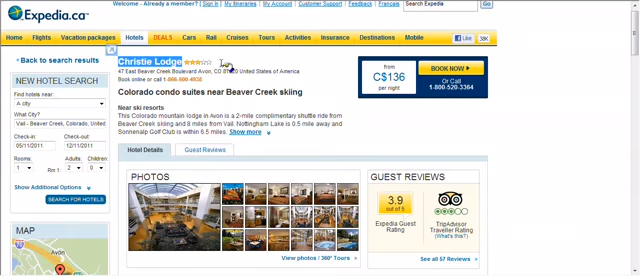 Expedia.ca
Welcome - Already a member? Sign in | My Itineraries | My Account | Customer Support | Feedback | Français
Search Expedia Go
Home Flights Vacation packages Hotels DEALS Cars Rail Cruises Tours Activities Insurance Destinations Mobile Like 38K
Back to search results
Christie Lodge
47 East Beaver Creek Boulevard Avon, CO 81620 United States of America
Book online or call 1-866-800-4938
from
C$136
per night
BOOK NOW
Or Call
1-800-520-3364
Colorado condo suites near Beaver Creek skiing
Near ski resorts
This Colorado mountain lodge in Avon is a 2-mile complimentary shuttle ride from
Beaver Creek skiing and 8 miles from Vail. Nottingham Lake is 0.5 mile away and
Sonnenalp Golf Club is within 6.5 miles. Show more
NEW HOTEL SEARCH
Find hotels near:
A city
What City?
Vail - Beaver Creek, Colorado, United
Check-in: Check-out:
05/11/2011 12/11/2011
Rooms: Adults: Children:
1 Rm 1: 2 0
Show Additional Options
SEARCH FOR HOTELS
MAP
Avon
Hotel Details Guest Reviews
PHOTOS
View photos / 360° Tours
GUEST REVIEWS
3.9
out of 5
Expedia Guest
Rating
TripAdvisor
Traveller Rating
(What's this?)
See all 57 Reviews